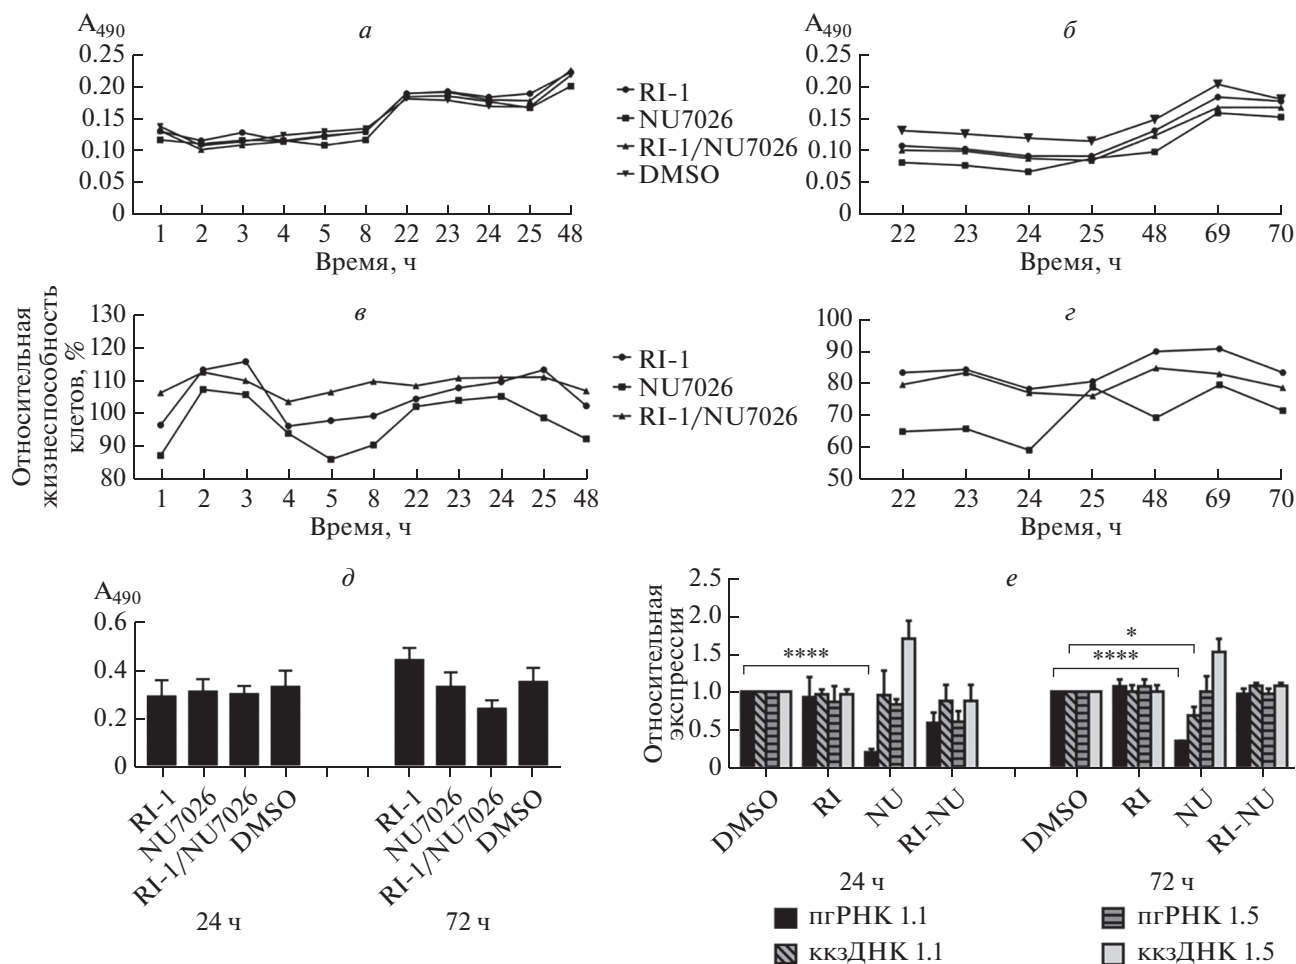 A490
а
0.25
0.20
0.15
0.10
0.05
0
1 2 3 4 5 8 22 23 24 25 48
Время, ч
RI-1
NU7026
RI-1/NU7026
DMSO
A490
б
0.25
0.20
0.15
0.10
0.05
0
22 23 24 25 48 69 70
Время, ч
Относительная
жизнеспособность
клетов, %
в
130
120
110
100
90
80
1 2 3 4 5 8 22 23 24 25 48
Время, ч
RI-1
NU7026
RI-1/NU7026
г
100
90
80
70
60
50
22 23 24 25 48 69 70
Время, ч
A490
д
0.6
0.4
0.2
0
RI-1
NU7026
RI-1/NU7026
DMSO
RI-1
NU7026
RI-1/NU7026
DMSO
24 ч
72 ч
Относительная
экспрессия
е
2.5
2.0
1.5
1.0
0.5
0
****
*
****
DMSO
RI
NU
RI-NU
DMSO
RI
NU
RI-NU
24 ч
72 ч
пгРНК 1.1
пгРНК 1.5
ккзДНК 1.1
ккзДНК 1.5